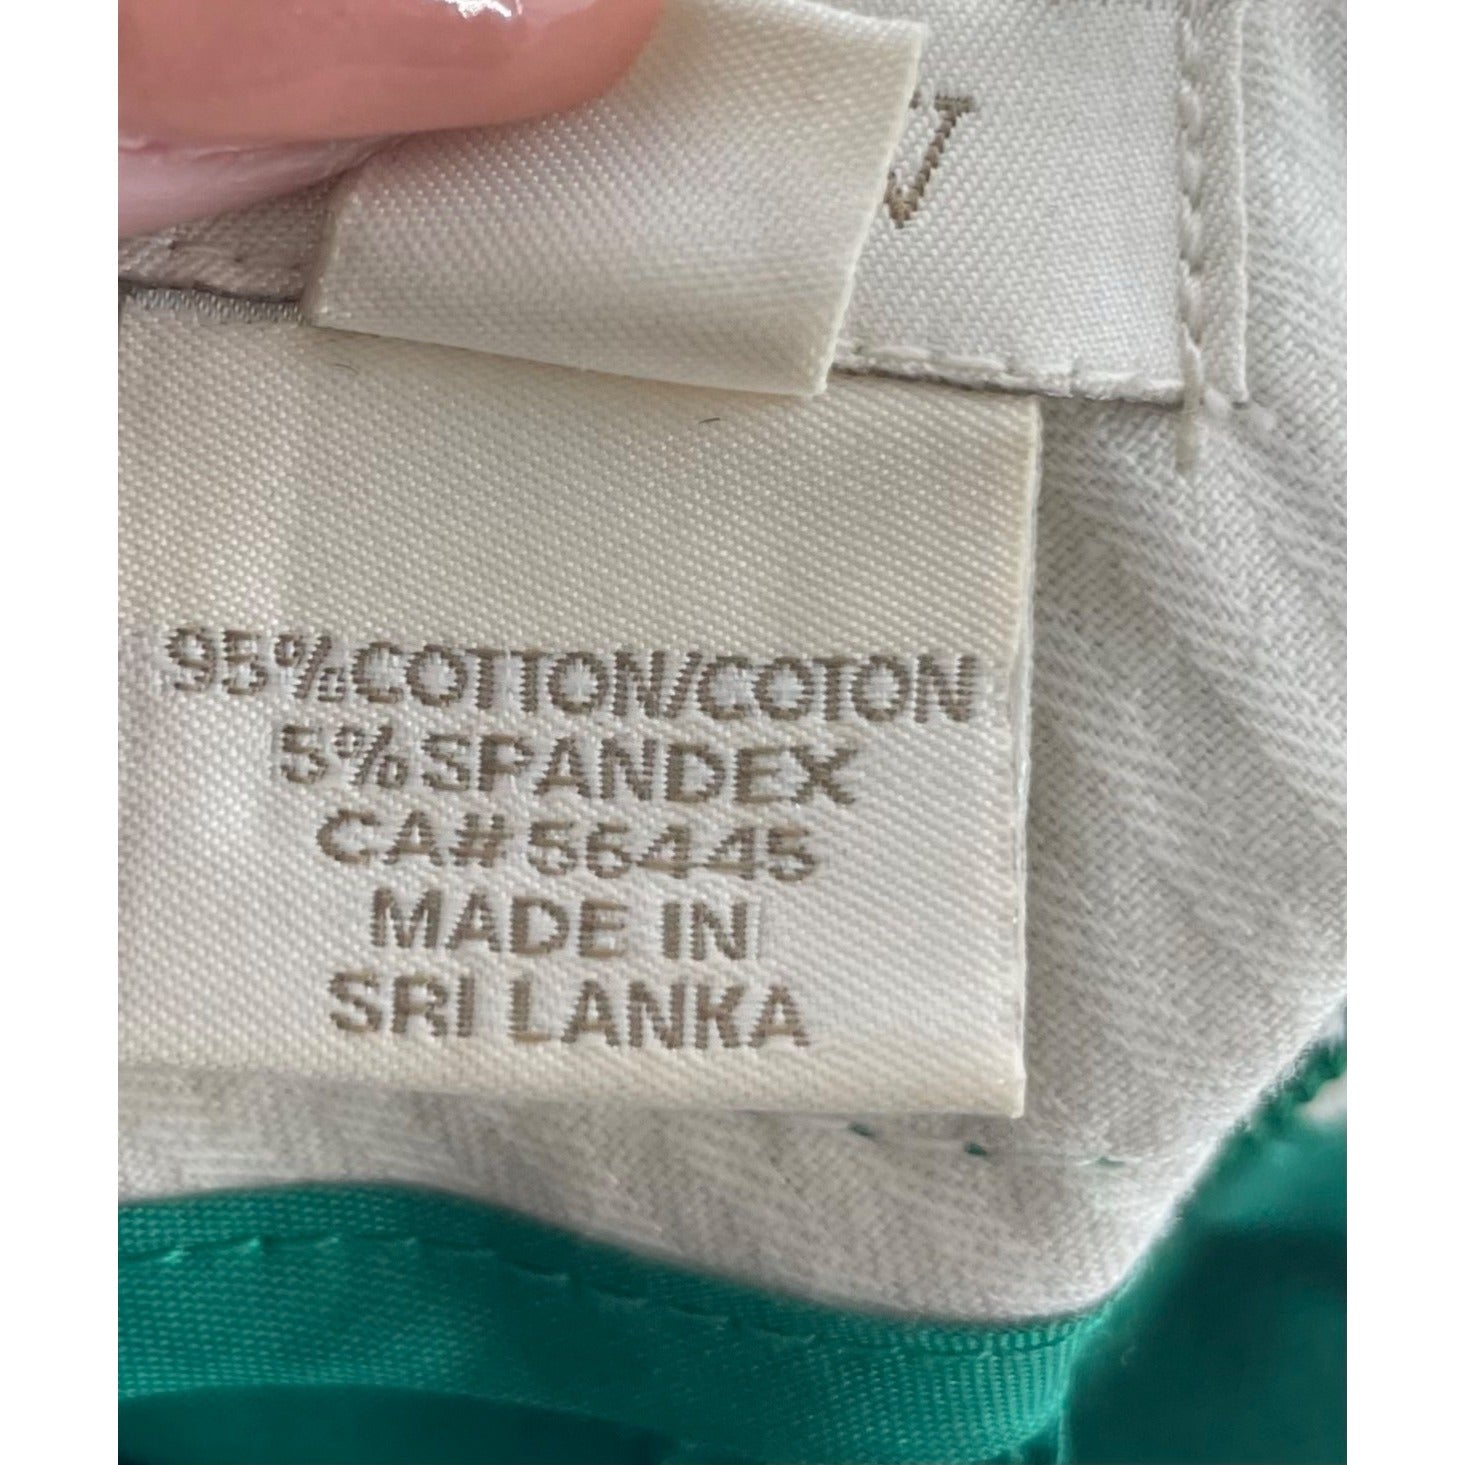 95%COTTON/COTON
5%SPANDEX
CA#56445
MADE IN
SRI LANKA